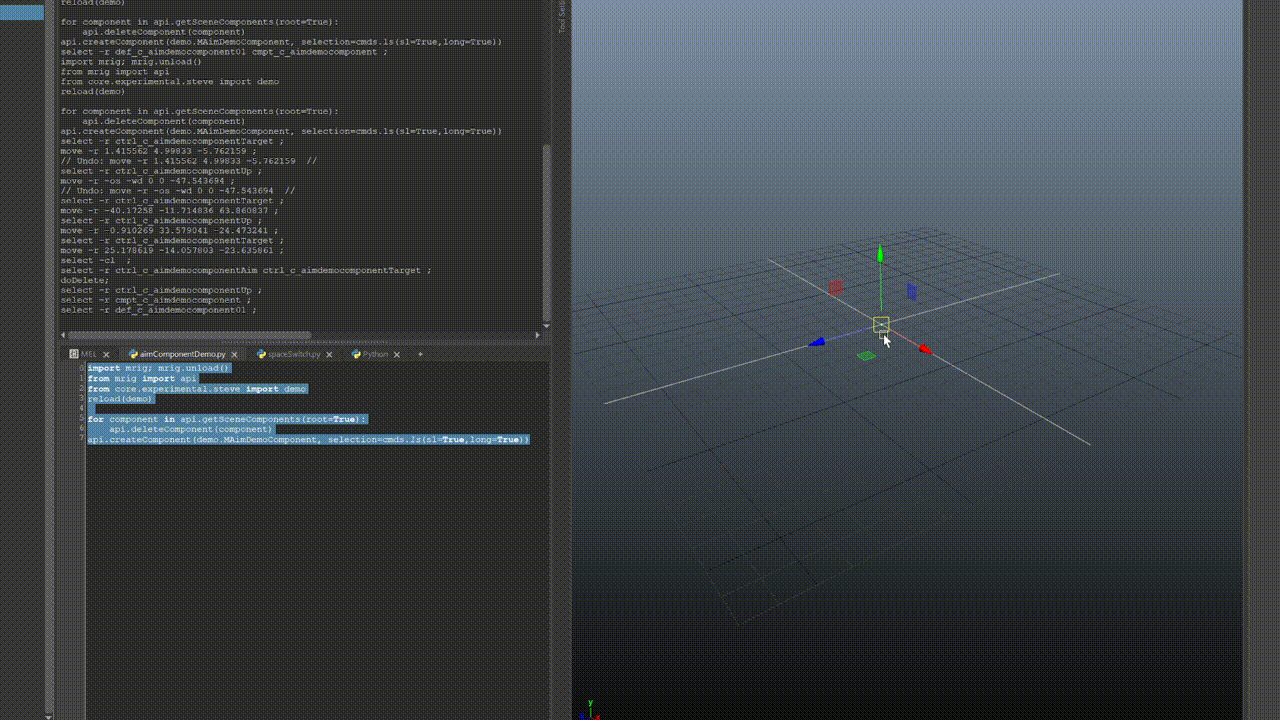 reload(demo)
for component in api.getSceneComponents(root=True):
    api.deleteComponent(component)
api.createComponent(demo.MAimDemoComponent, selection=cmds.ls(sl=True,long=True))
select -r def_c_aimdemocomponent01 cmpt_c_aimdemocomponent ;
import mrig; mrig.unload()
from mrig import api
from core.experimental.steve import demo
reload(demo)
for component in api.getSceneComponents(root=True):
    api.deleteComponent(component)
api.createComponent(demo.MAimDemoComponent, selection=cmds.ls(sl=True,long=True))
select -r ctrl_c_aimdemocomponentTarget ;
move -r 1.415562 4.99833 -5.762159 ;
// Undo: move -r 1.415562 4.99833 -5.762159  //
select -r ctrl_c_aimdemocomponentUp ;
move -r -os -wd 0 0 -47.543694 ;
// Undo: move -r -os -wd 0 0 -47.543694  //
select -r ctrl_c_aimdemocomponentTarget ;
move -r -40.17258 -11.714836 63.860837 ;
select -r ctrl_c_aimdemocomponentUp ;
move -r -0.910269 33.579041 -24.473241 ;
select -r ctrl_c_aimdemocomponentTarget ;
move -r 25.178619 -14.057803 -23.635861 ;
select -cl  ;
select -r ctrl_c_aimdemocomponentAim ctrl_c_aimdemocomponentTarget ;
doDelete;
select -r ctrl_c_aimdemocomponentUp ;
select -r cmpt_c_aimdemocomponent ;
select -r def_c_aimdemocomponent01 ;
MEL aimComponentDemo.py spaceSwitch.py Python +
0 import mrig; mrig.unload()
1 from mrig import api
2 from core.experimental.steve import demo
3 reload(demo)
4
5 for component in api.getSceneComponents(root=True):
6     api.deleteComponent(component)
7 api.createComponent(demo.MAimDemoComponent, selection=cmds.ls(sl=True,long=True))
Tool
y
x